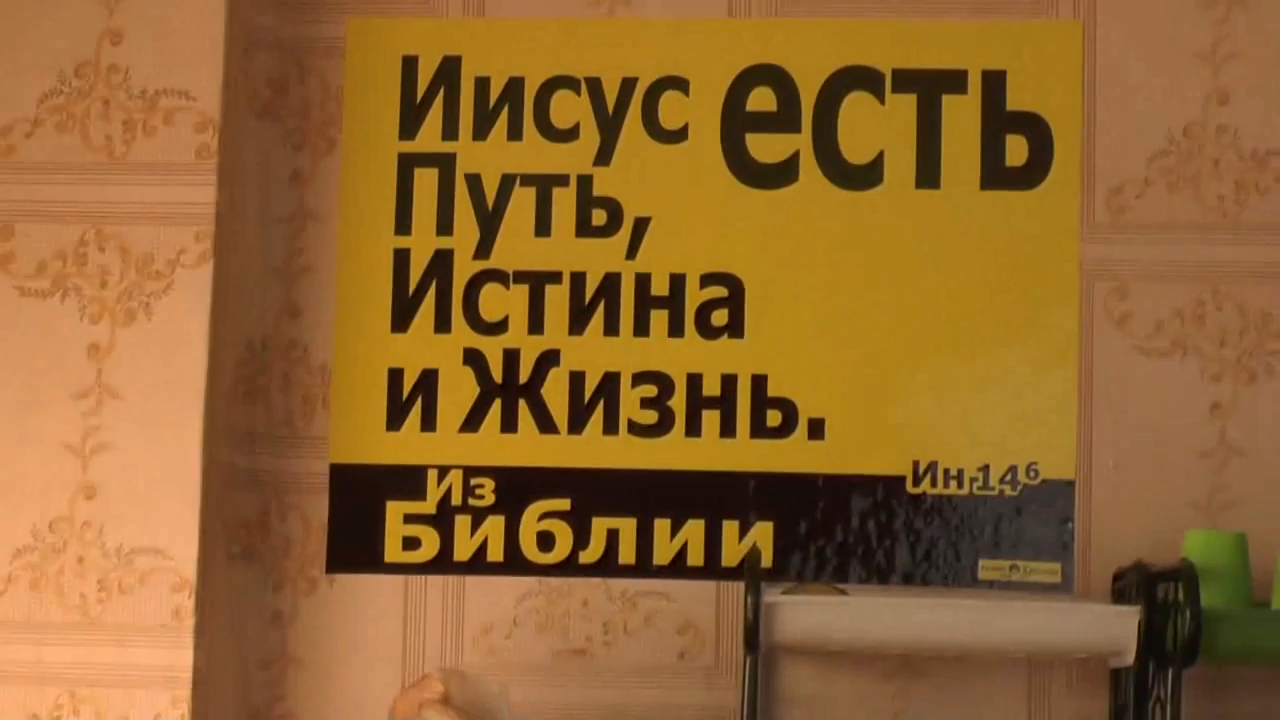 Иисус есть
Путь,
Истина
и Жизнь.
Ин 14⁶
Из
Библии